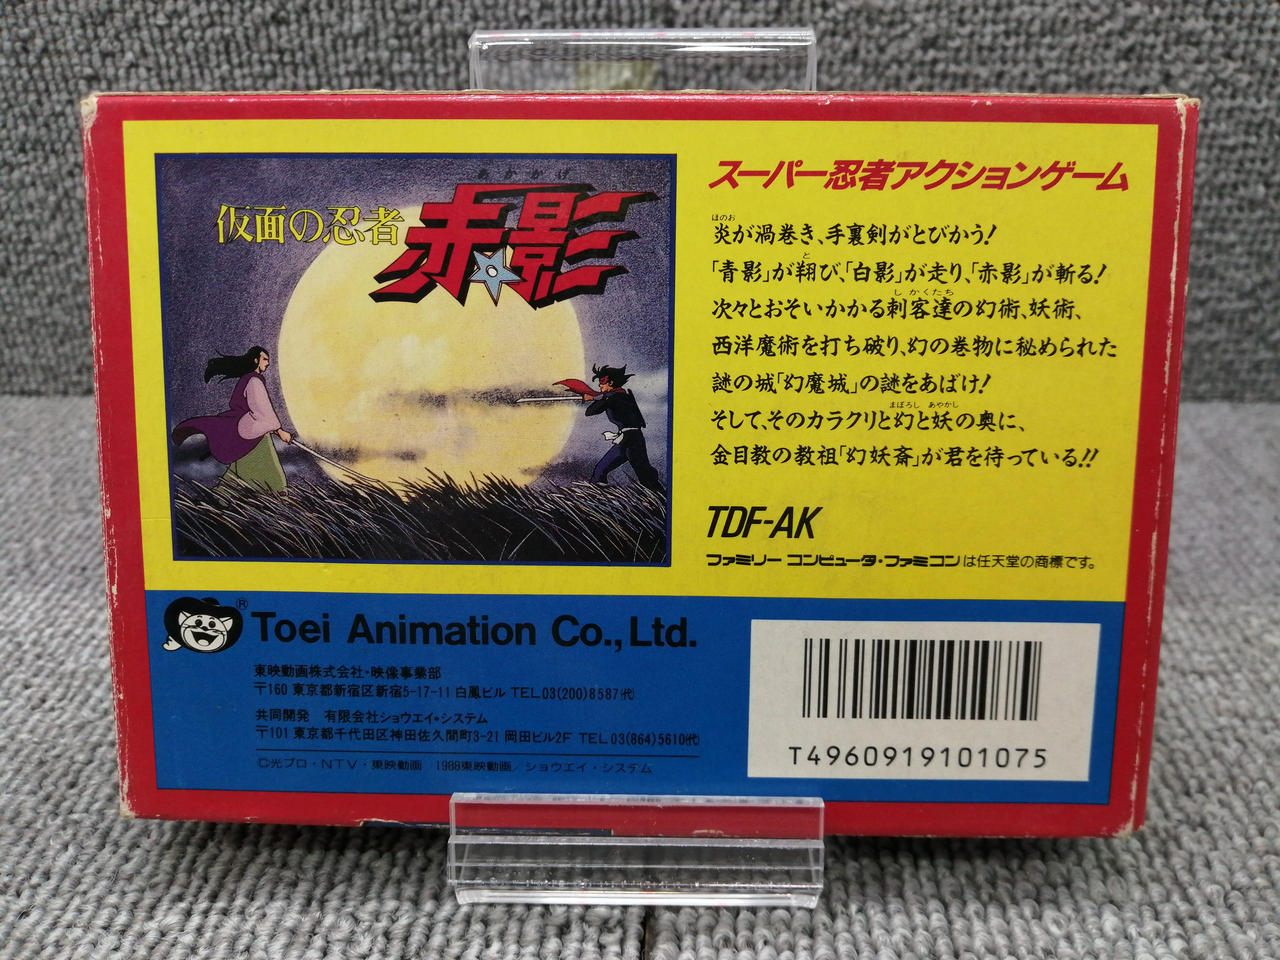 あかかげ
仮面の忍者 赤影
スーパー忍者アクションゲーム
ほのお
炎が渦巻き、手裏剣がとびかう!
と
「青影」が翔び、「白影」が走り、「赤影」が斬る!
しかくたち
次々とおそいかかる刺客達の幻術、妖術、
西洋魔術を打ち破り、幻の巻物に秘められた
謎の城「幻魔城」の謎をあばけ!
まぼろし あやかし
そして、そのカラクリと幻と妖の奥に、
金目教の教祖「幻妖斎」が君を待っている!!
TDF-AK
ファミリーコンピュータ・ファミコンは任天堂の商標です。
® Toei Animation Co., Ltd.
東映動画株式会社・映像事業部
〒160 東京都新宿区新宿5-17-11 白鳳ビル TEL.03(200)8587㈹
共同開発 有限会社ショウエイ・システム
〒101 東京都千代田区神田佐久間町3-21 岡田ビル2F TEL.03(864)5610㈹
©光プロ・NTV・東映動画 1988東映動画/ショウエイ・システム
T4960919101075